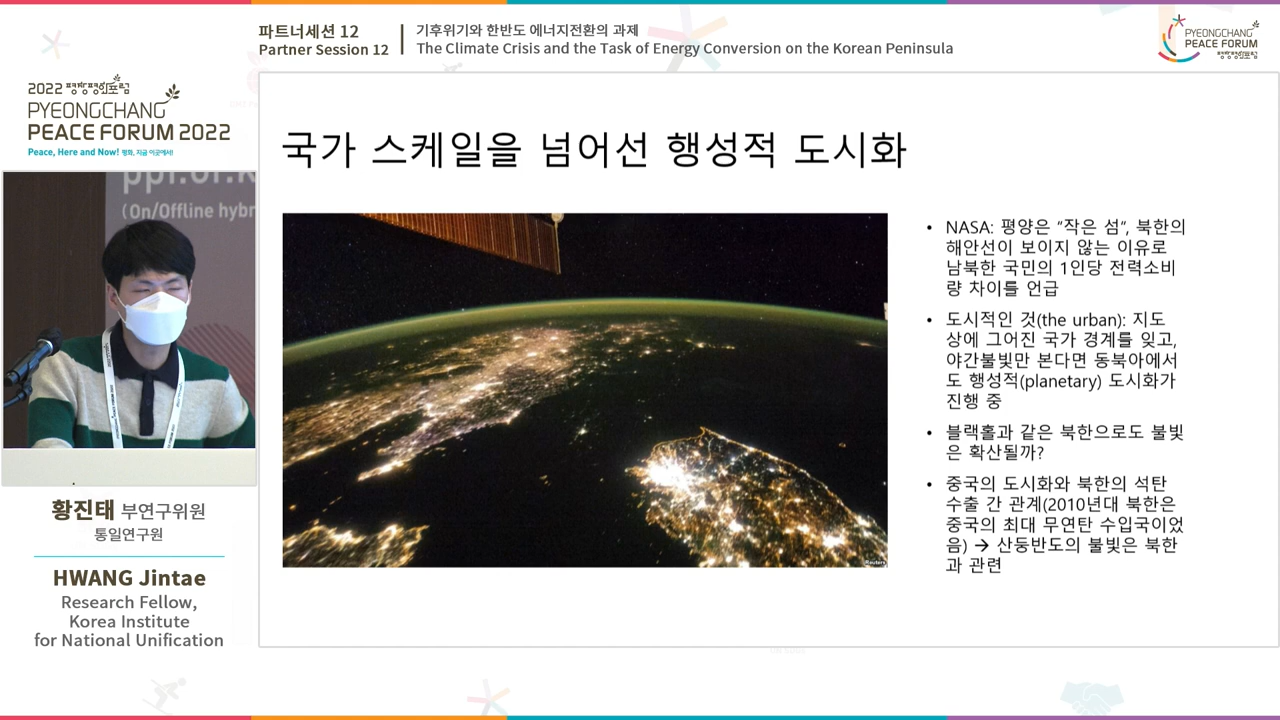 파트너세션 12
Partner Session 12
기후위기와 한반도 에너지전환의 과제
The Climate Crisis and the Task of Energy Conversion on the Korean Peninsula
PYEONGCHANG
PEACE FORUM
평창평화포럼
2022 평창평화포럼
PYEONGCHANG
PEACE FORUM 2022
Peace, Here and Now! 평화, 지금 이곳에서!
(On/Offline hybr
국가 스케일을 넘어선 행성적 도시화
• NASA: 평양은 “작은 섬“, 북한의
해안선이 보이지 않는 이유로
남북한 국민의 1인당 전력소비
량 차이를 언급
• 도시적인 것(the urban): 지도
상에 그어진 국가 경계를 잊고,
야간불빛만 본다면 동북아에서
도 행성적(planetary) 도시화가
진행 중
• 블랙홀과 같은 북한으로도 불빛
은 확산될까?
• 중국의 도시화와 북한의 석탄
수출 간 관계(2010년대 북한은
중국의 최대 무연탄 수입국이었
음) → 산둥반도의 불빛은 북한
과 관련
Reuters
황진태 부연구위원
통일연구원
HWANG Jintae
Research Fellow,
Korea Institute
for National Unification